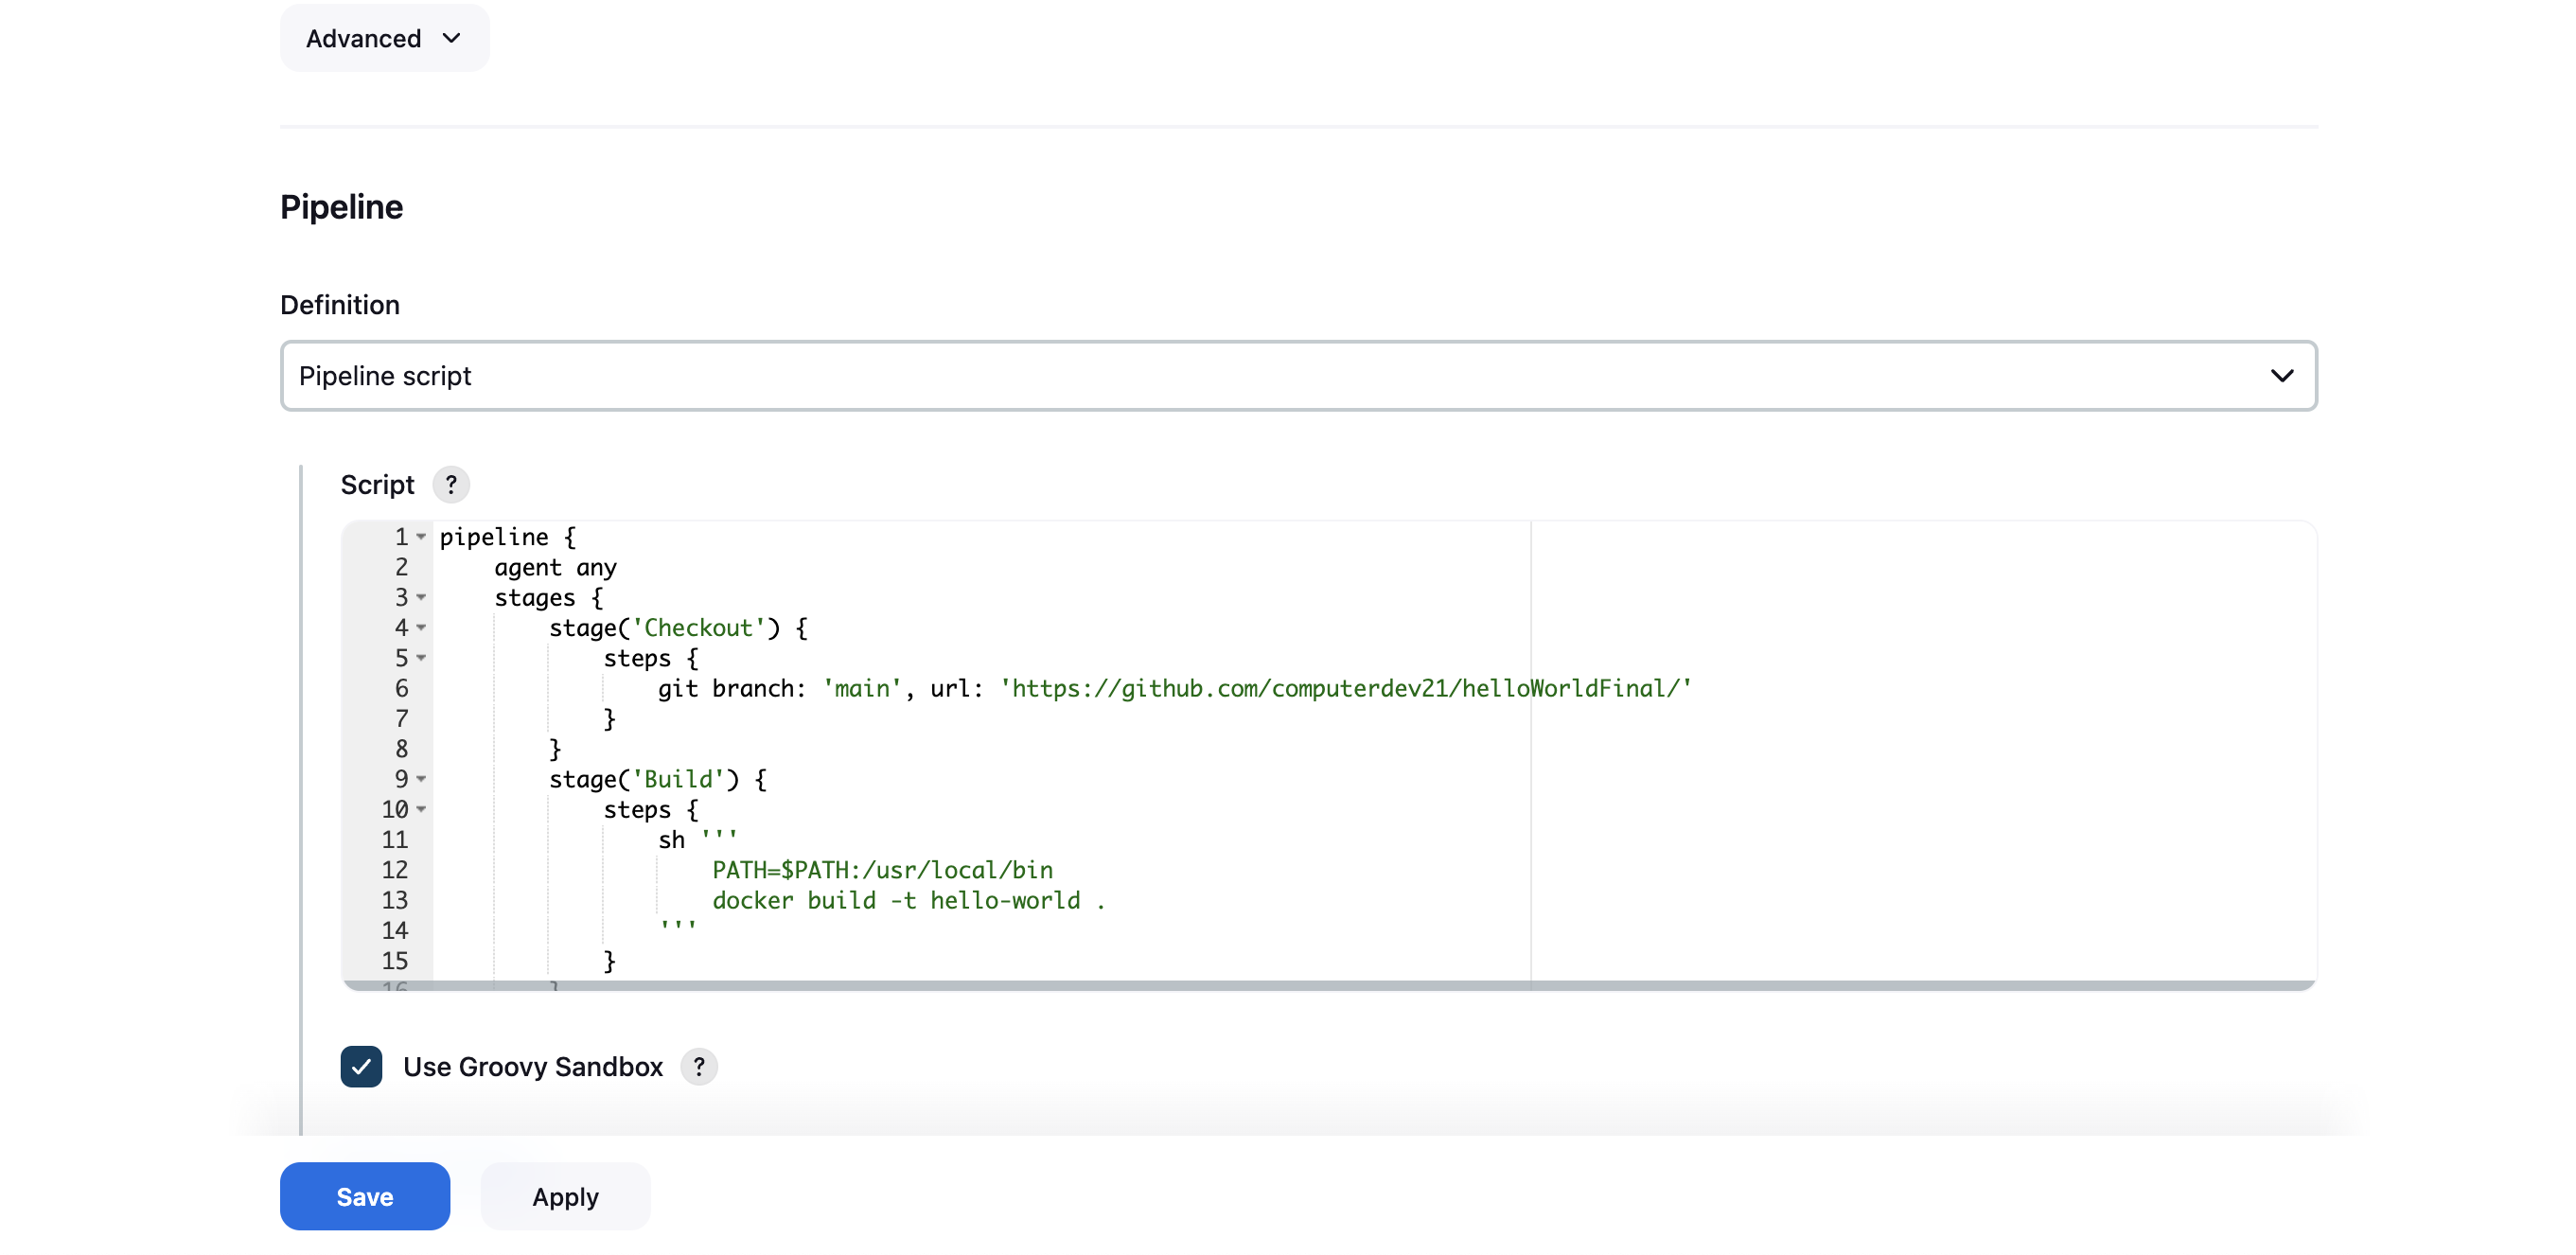 Advanced
Pipeline
Definition
Pipeline script
Script ?
1 pipeline {
2     agent any
3     stages {
4         stage('Checkout') {
5             steps {
6                 git branch: 'main', url: 'https://github.com/computerdev21/helloWorldFinal/'
7             }
8         }
9         stage('Build') {
10             steps {
11                 sh '''
12                     PATH=$PATH:/usr/local/bin
13                     docker build -t hello-world .
14                 '''
15             }
16         }
Use Groovy Sandbox ?
Save Apply